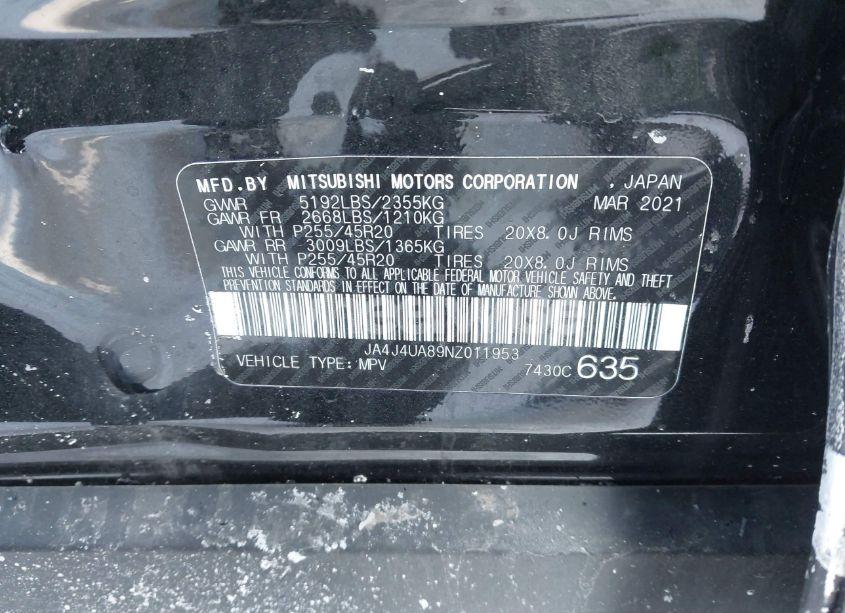 MFD.BY MITSUBISHI MOTORS CORPORATION , JAPAN
GVWR 5192LBS/2355KG MAR 2021
GAWR FR 2668LBS/1210KG
WITH P255/45R20 TIRES 20X8.0J RIMS
GAWR RR 3009LBS/1365KG
WITH P255/45R20 TIRES 20X8.0J RIMS
THIS VEHICLE CONFORMS TO ALL APPLICABLE FEDERAL MOTOR VEHICLE SAFETY AND THEFT
PREVENTION STANDARDS IN EFFECT ON THE DATE OF MANUFACTURE SHOWN ABOVE.
JA4J4UA89NZ011953
VEHICLE TYPE: MPV 7430C 635